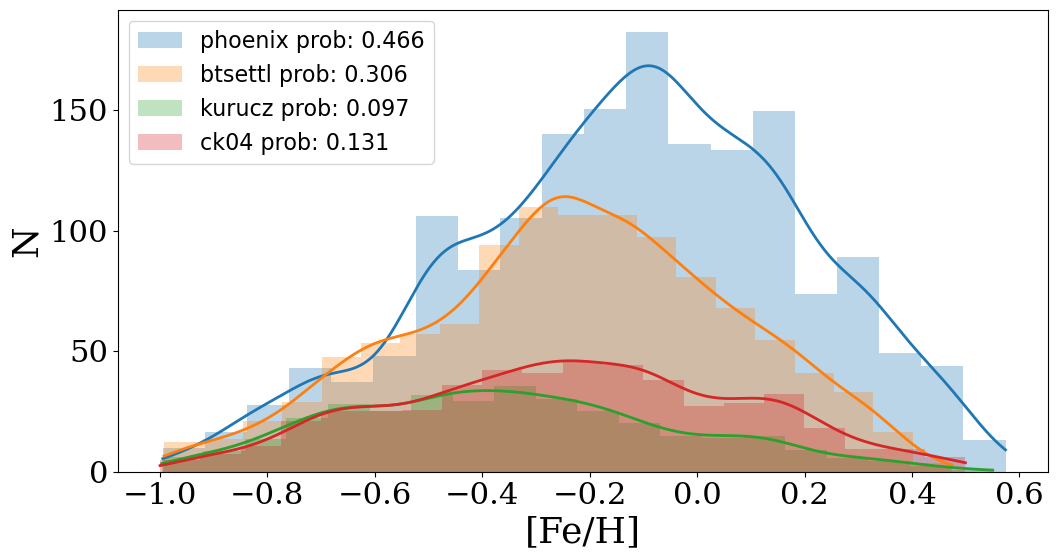 phoenix prob: 0.466
btsettl prob: 0.306
kurucz prob: 0.097
ck04 prob: 0.131
150
100
50
0
N
−1.0 −0.8 −0.6 −0.4 −0.2 0.0 0.2 0.4 0.6
[Fe/H]